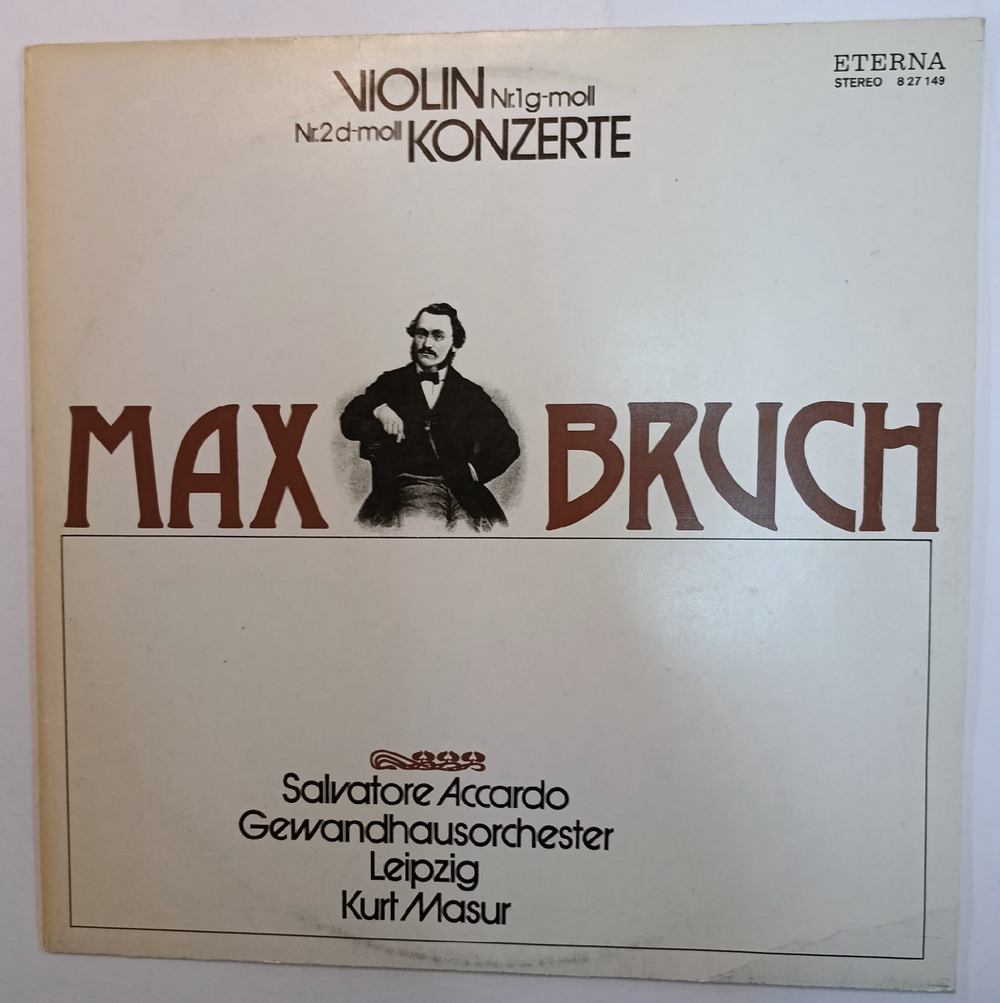 ETERNA
STEREO 8 27 149
VIOLIN Nr.1 g-moll
Nr.2 d-moll KONZERTE
MAX BRUCH
Salvatore Accardo
Gewandhausorchester
Leipzig
Kurt Masur